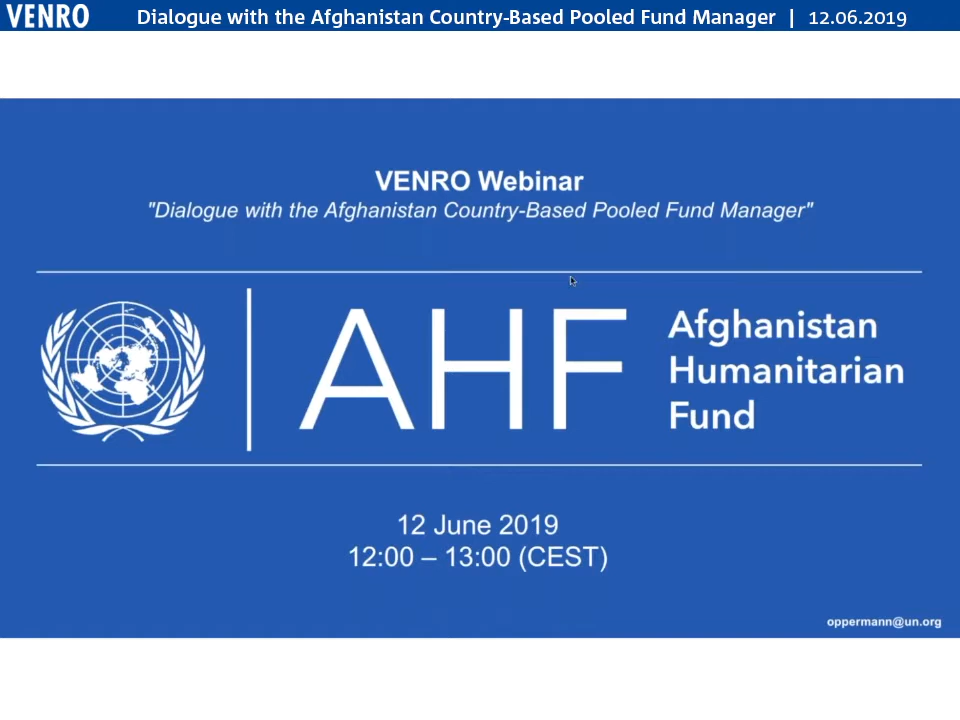 VENRO Dialogue with the Afghanistan Country-Based Pooled Fund Manager | 12.06.2019
VENRO Webinar
"Dialogue with the Afghanistan Country-Based Pooled Fund Manager"
AHF
Afghanistan
Humanitarian
Fund
12 June 2019
12:00 – 13:00 (CEST)
oppermann@un.org